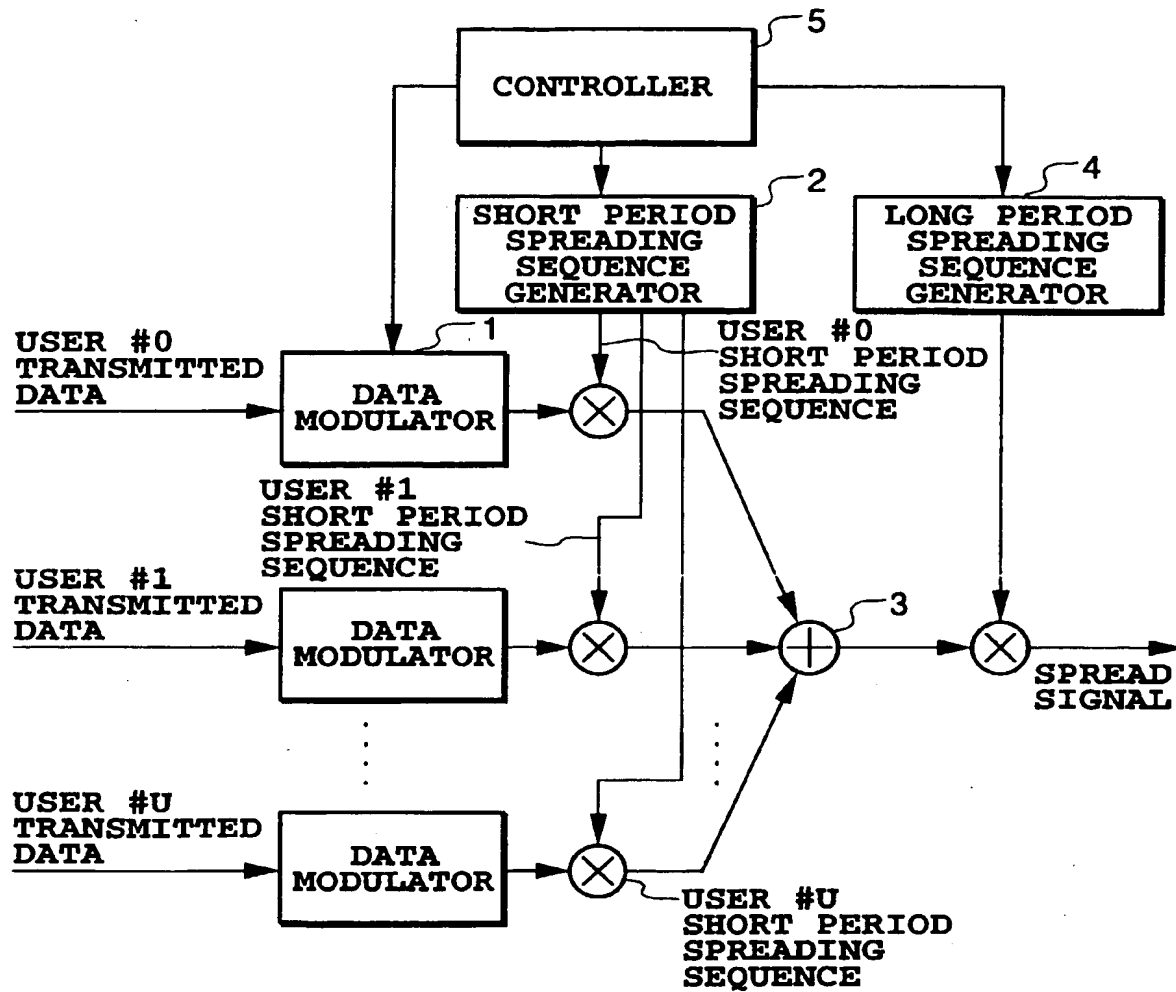 5
CONTROLLER
2
SHORT PERIOD
SPREADING
SEQUENCE
GENERATOR
4
LONG PERIOD
SPREADING
SEQUENCE
GENERATOR
USER #0
TRANSMITTED
DATA
1
DATA
MODULATOR
USER #0
SHORT PERIOD
SPREADING
SEQUENCE
USER #1
SHORT PERIOD
SPREADING
SEQUENCE
USER #1
TRANSMITTED
DATA
DATA
MODULATOR
3
SPREAD
SIGNAL
USER #U
TRANSMITTED
DATA
DATA
MODULATOR
USER #U
SHORT PERIOD
SPREADING
SEQUENCE